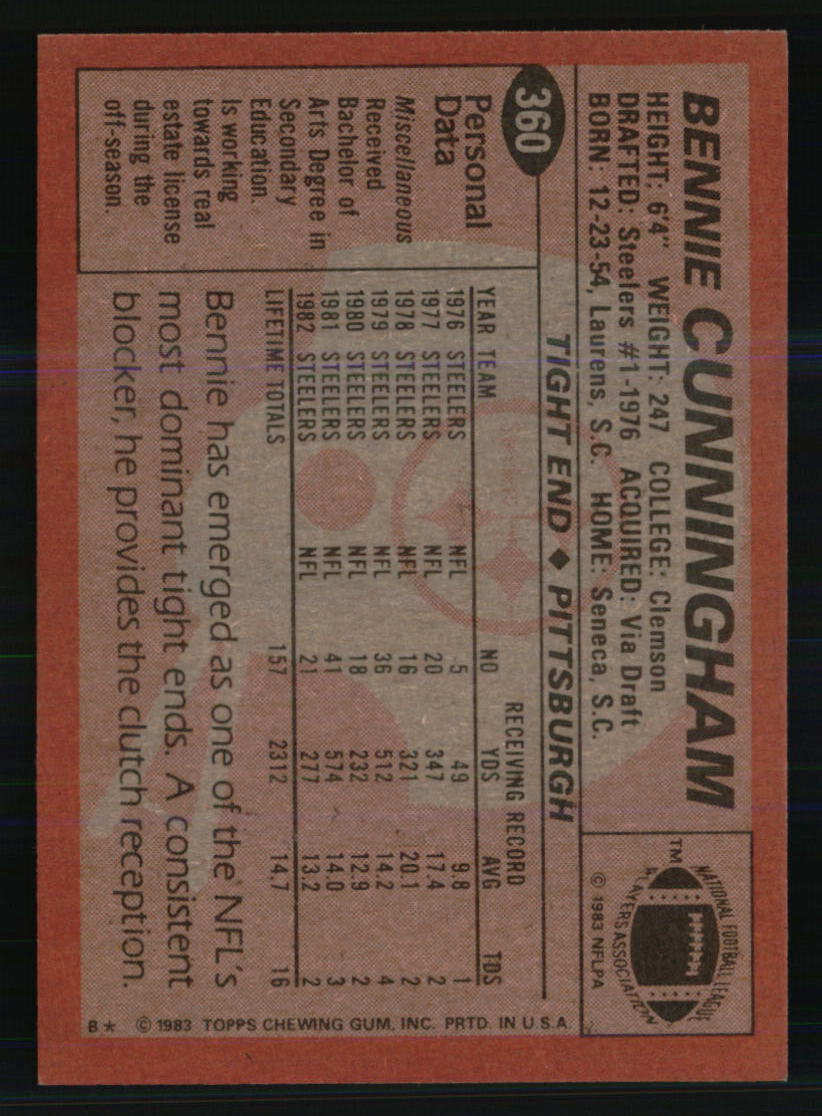 BENNIE CUNNINGHAM
HEIGHT: 6'4" WEIGHT: 247 COLLEGE: Clemson
DRAFTED: Steelers #1-1976 ACQUIRED: Via Draft
BORN: 12-23-54, Laurens, S.C. HOME: Seneca, S.C.
TM
NATIONAL FOOTBALL LEAGUE
PLAYERS ASSOCIATION
© 1983 NFLPA
360
TIGHT END ◆ PITTSBURGH
Personal
Data
Miscellaneous
Received
Bachelor of
Arts Degree in
Secondary
Education.
Is working
towards real
estate license
during the
off-season.
RECEIVING RECORD
YEAR TEAM NO YDS AVG TDS
1976 STEELERS NFL 5 49 9.8 1
1977 STEELERS NFL 20 347 17.4 2
1978 STEELERS NFL 16 321 20.1 2
1979 STEELERS NFL 36 512 14.2 4
1980 STEELERS NFL 18 232 12.9 2
1981 STEELERS NFL 41 574 14.0 3
1982 STEELERS NFL 21 277 13.2 2
LIFETIME TOTALS 157 2312 14.7 16
Bennie has emerged as one of the NFL's
most dominant tight ends. A consistent
blocker, he provides the clutch reception.
B* © 1983 TOPPS CHEWING GUM, INC. PRTD. IN U.S.A.